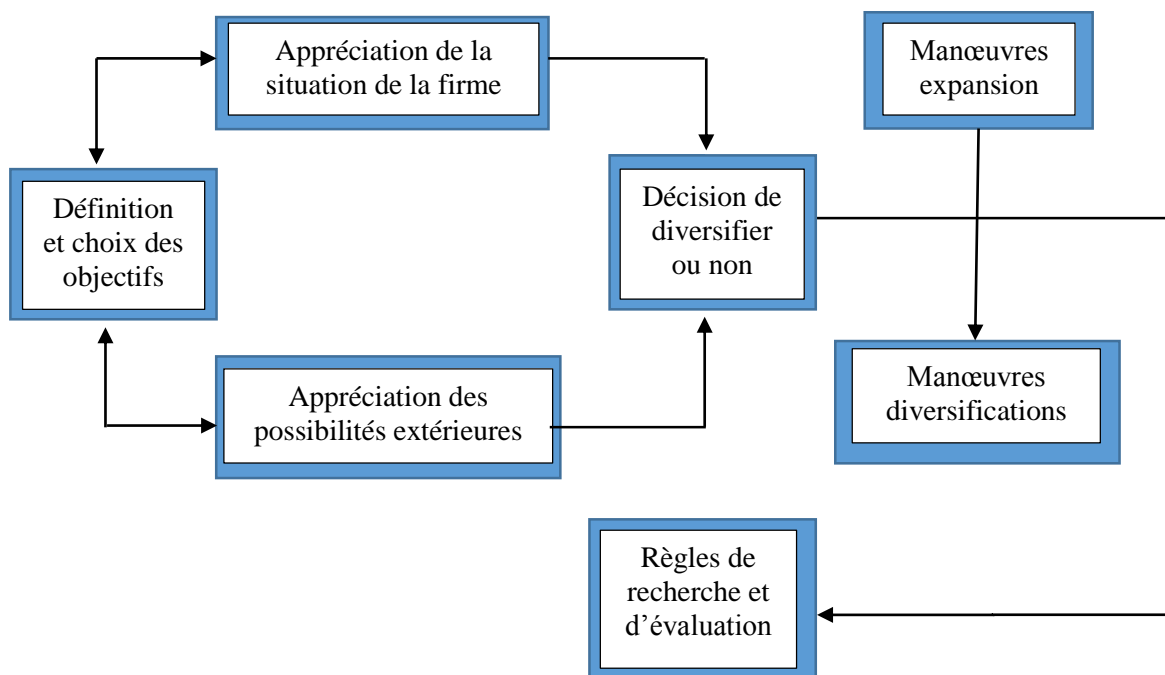 Appréciation de la
situation de la firme
Manœuvres
expansion
Définition
et choix des
objectifs
Décision de
diversifier
ou non
Appréciation des
possibilités extérieures
Manœuvres
diversifications
Règles de
recherche et
d’évaluation